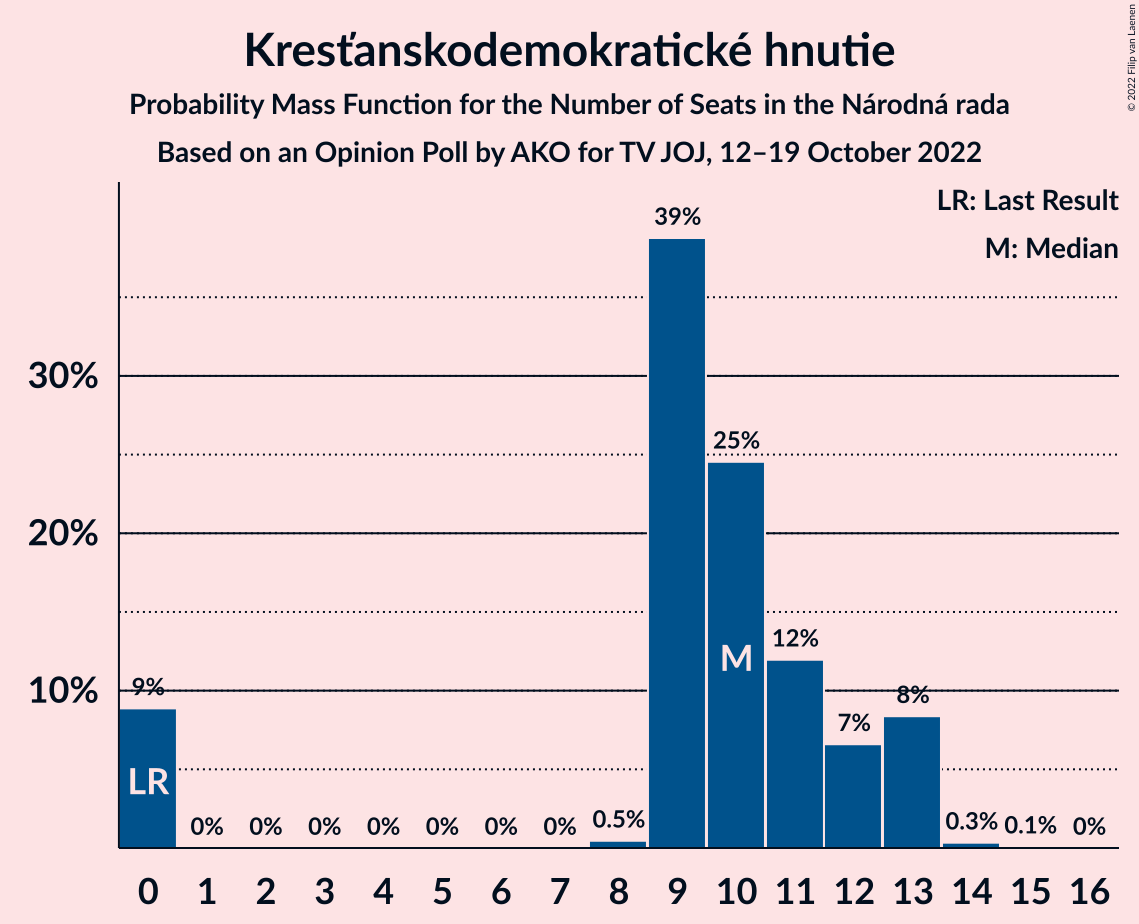 Kresťanskodemokratické hnutie
Probability Mass Function for the Number of Seats in the Národná rada
Based on an Opinion Poll by AKO for TV JOJ, 12–19 October 2022
© 2022 Filip van Laenen
LR: Last Result
M: Median
39%
30%
25%
20%
12%
M
10%
9%
8%
7%
LR
0% 0% 0% 0% 0% 0% 0% 0.5% 0.3% 0.1% 0%
0 1 2 3 4 5 6 7 8 9 10 11 12 13 14 15 16